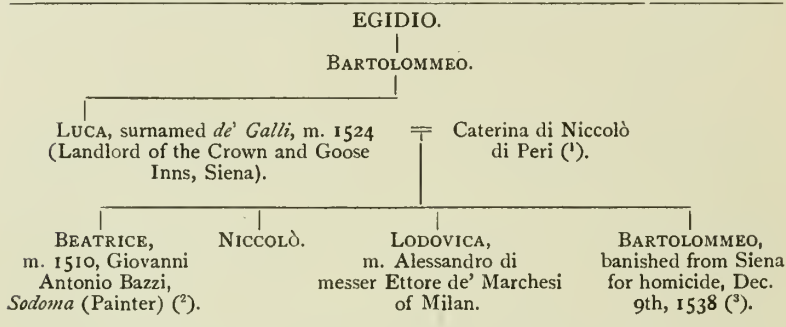 EGIDIO.
BARTOLOMMEO.
LUCA, surnamed de' Galli, m. 1524
(Landlord of the Crown and Goose
Inns, Siena).
Caterina di Niccolò
di Peri (¹).
BEATRICE,
m. 1510, Giovanni
Antonio Bazzi,
Sodoma (Painter) (²).
NICCOLÒ.
LODOVICA,
m. Alessandro di
messer Ettore de' Marchesi
of Milan.
BARTOLOMMEO,
banished from Siena
for homicide, Dec.
9th, 1538 (³).